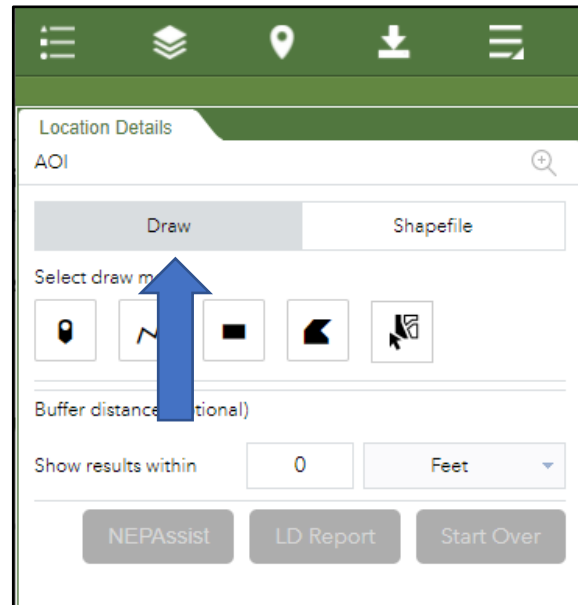 Location Details
AOI
Draw Shapefile
Select draw
Buffer distance
Show results within 0 Feet
NEPAssist LD Report Start Over